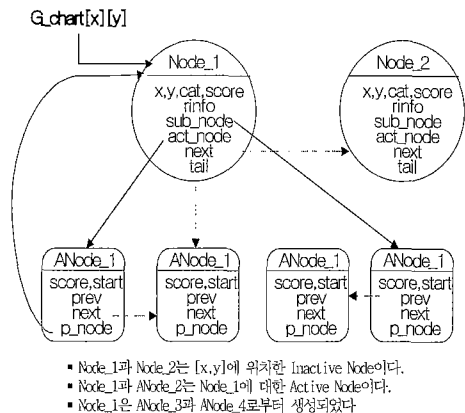 G_chart[x][y]
Node_1
x,y,cat,score
rinfo
sub_node
act_node
next
tail
Node_2
x,y,cat,score
rinfo
sub_node
act_node
next
tail
ANode_1
score,start
prev
next
p_node
ANode_1
score,start
prev
next
p_node
ANode_1
score,start
prev
next
p_node
ANode_1
score,start
prev
next
p_node
▪ Node_1과 Node_2는 [x,y]에 위치한 Inactive Node이다.
▪ Node_1과 ANode_2는 Node_1에 대한 Active Node이다.
▪ Node_1은 ANode_3과 ANode_4로부터 생성되었다